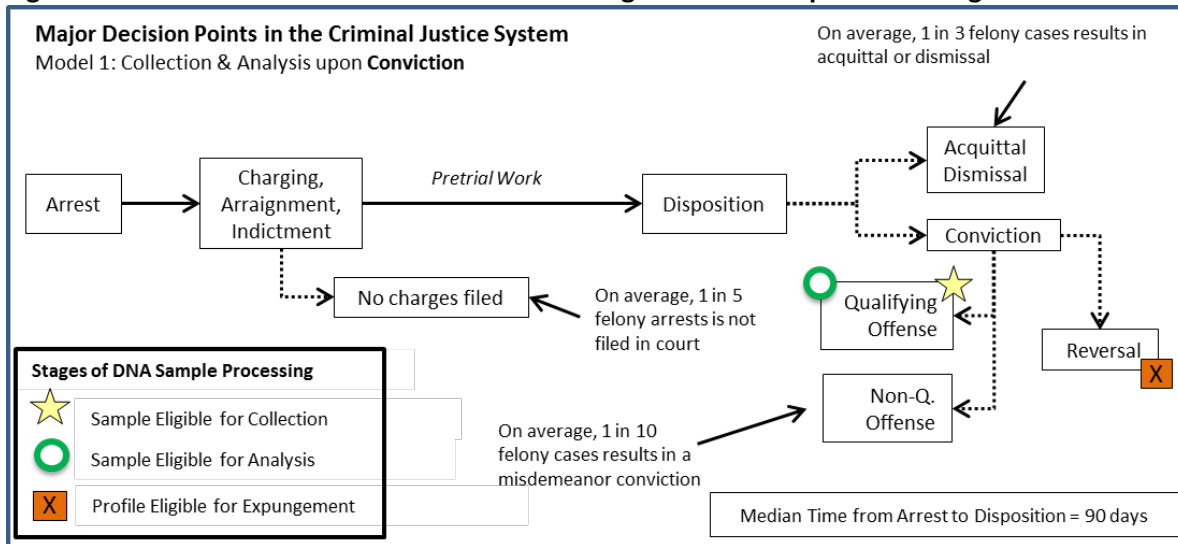 Major Decision Points in the Criminal Justice System
Model 1: Collection & Analysis upon Conviction
On average, 1 in 3 felony cases results in
acquittal or dismissal
Arrest
Charging,
Arraignment,
Indictment
Pretrial Work
Disposition
Acquittal
Dismissal
Conviction
No charges filed
On average, 1 in 5
felony arrests is not
filed in court
Qualifying
Offense
Reversal
X
Non-Q.
Offense
On average, 1 in 10
felony cases results in a
misdemeanor conviction
Stages of DNA Sample Processing
Sample Eligible for Collection
Sample Eligible for Analysis
X Profile Eligible for Expungement
Median Time from Arrest to Disposition = 90 days